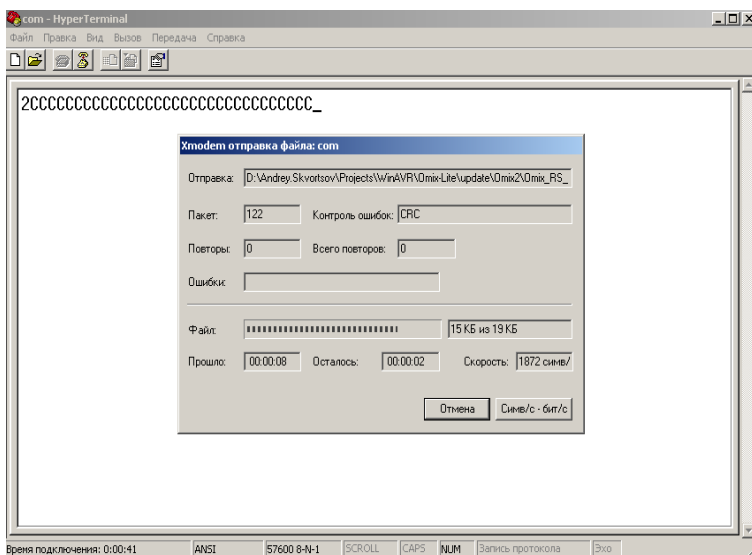 com - HyperTerminal
Файл Правка Вид Вызов Передача Справка
2CCCCCCCCCCCCCCCCCCCCCCCCCCCCCCCCC_
Xmodem отправка файла: com
Отправка: D:\Andrey.Skvortsov\Projects\WinAVR\Omix-Lite\update\Omix2\Omix_RS_
Пакет: 122 Контроль ошибок: CRC
Повторы: 0 Всего повторов: 0
Ошибки:
Файл: 15 КБ из 19 КБ
Прошло: 00:00:08 Осталось: 00:00:02 Скорость: 1872 симв/
Отмена Симв/с - бит/с
Время подключения: 0:00:41 ANSI 57600 8-N-1 SCROLL CAPS NUM Запись протокола Эхо